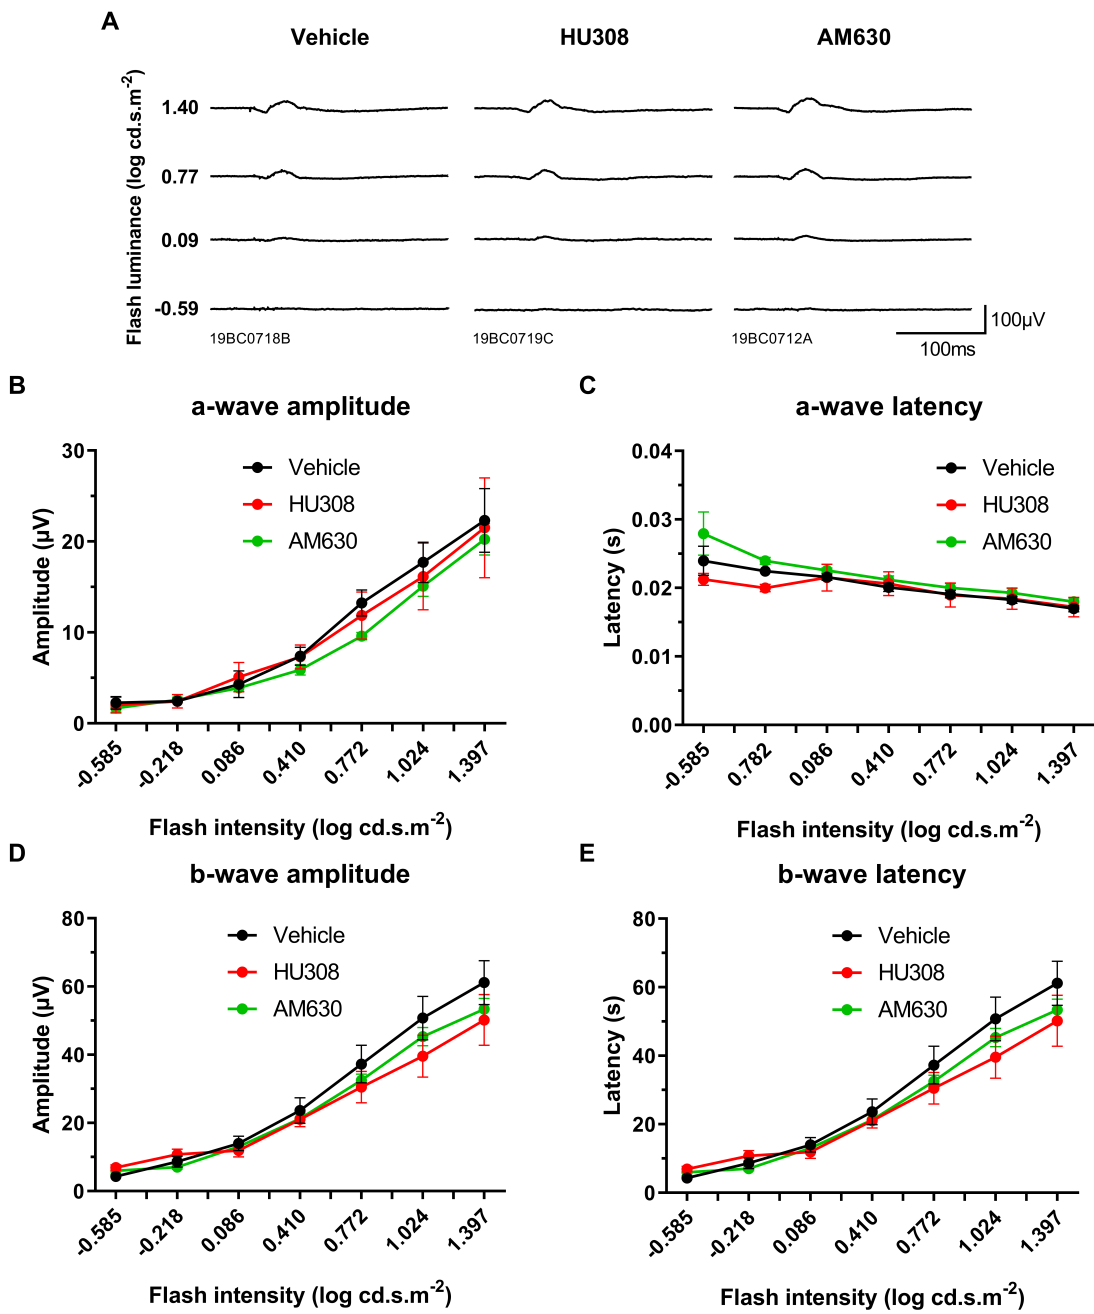 A
Vehicle HU308 AM630
Flash luminance (log cd.s.m-2)
1.40
0.77
0.09
-0.59
19BC0718B 19BC0719C 19BC0712A
100µV
100ms
B
a-wave amplitude
Amplitude (µV)
30
20
10
0
Vehicle
HU308
AM630
-0.585 -0.218 0.086 0.410 0.772 1.024 1.397
Flash intensity (log cd.s.m-2)
C
a-wave latency
Latency (s)
0.04
0.03
0.02
0.01
0.00
Vehicle
HU308
AM630
-0.585 0.782 0.086 0.410 0.772 1.024 1.397
Flash intensity (log cd.s.m-2)
D
b-wave amplitude
Amplitude (µV)
80
60
40
20
0
Vehicle
HU308
AM630
-0.585 -0.218 0.086 0.410 0.772 1.024 1.397
Flash intensity (log cd.s.m-2)
E
b-wave latency
Latency (s)
80
60
40
20
0
Vehicle
HU308
AM630
-0.585 -0.218 0.086 0.410 0.772 1.024 1.397
Flash intensity (log cd.s.m-2)